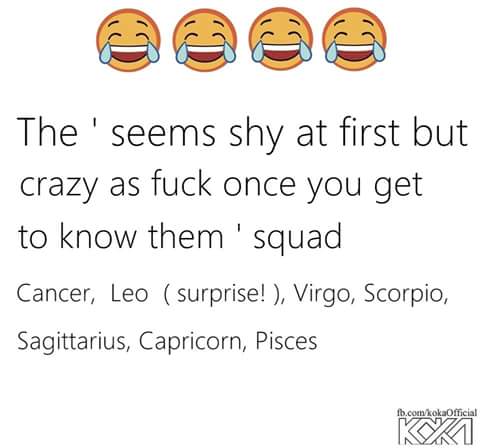 The ' seems shy at first but
crazy as fuck once you get
to know them ' squad
Cancer, Leo ( surprise! ), Virgo, Scorpio,
Sagittarius, Capricorn, Pisces
fb.com/kokaOfficial
KOKA